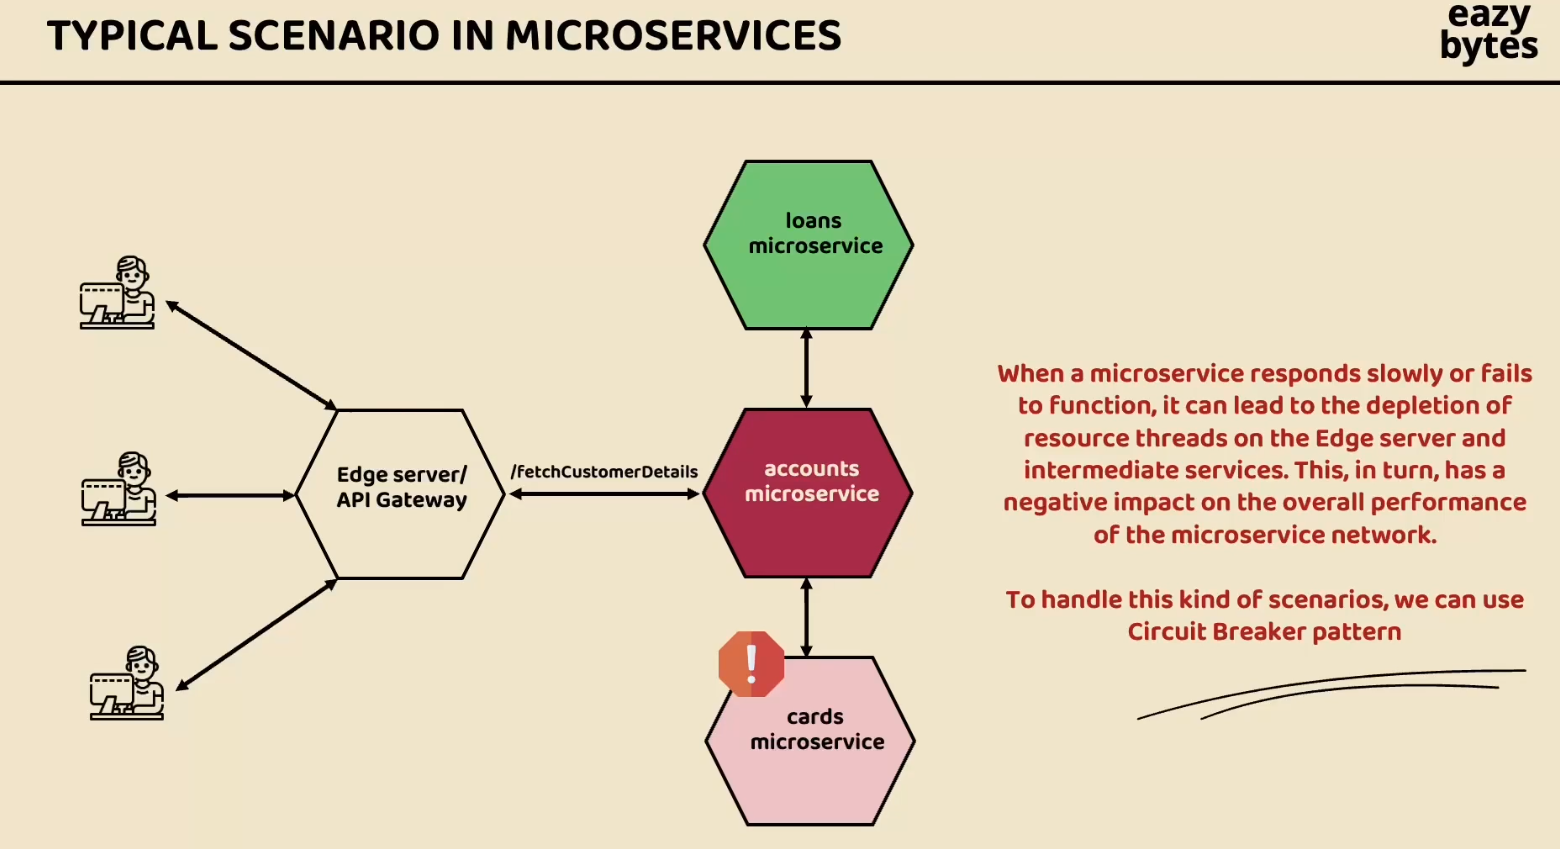 TYPICAL SCENARIO IN MICROSERVICES
eazy
bytes
loans
microservice
Edge server/
API Gateway
/fetchCustomerDetails
accounts
microservice
cards
microservice
When a microservice responds slowly or fails
to function, it can lead to the depletion of
resource threads on the Edge server and
intermediate services. This, in turn, has a
negative impact on the overall performance
of the microservice network.
To handle this kind of scenarios, we can use
Circuit Breaker pattern